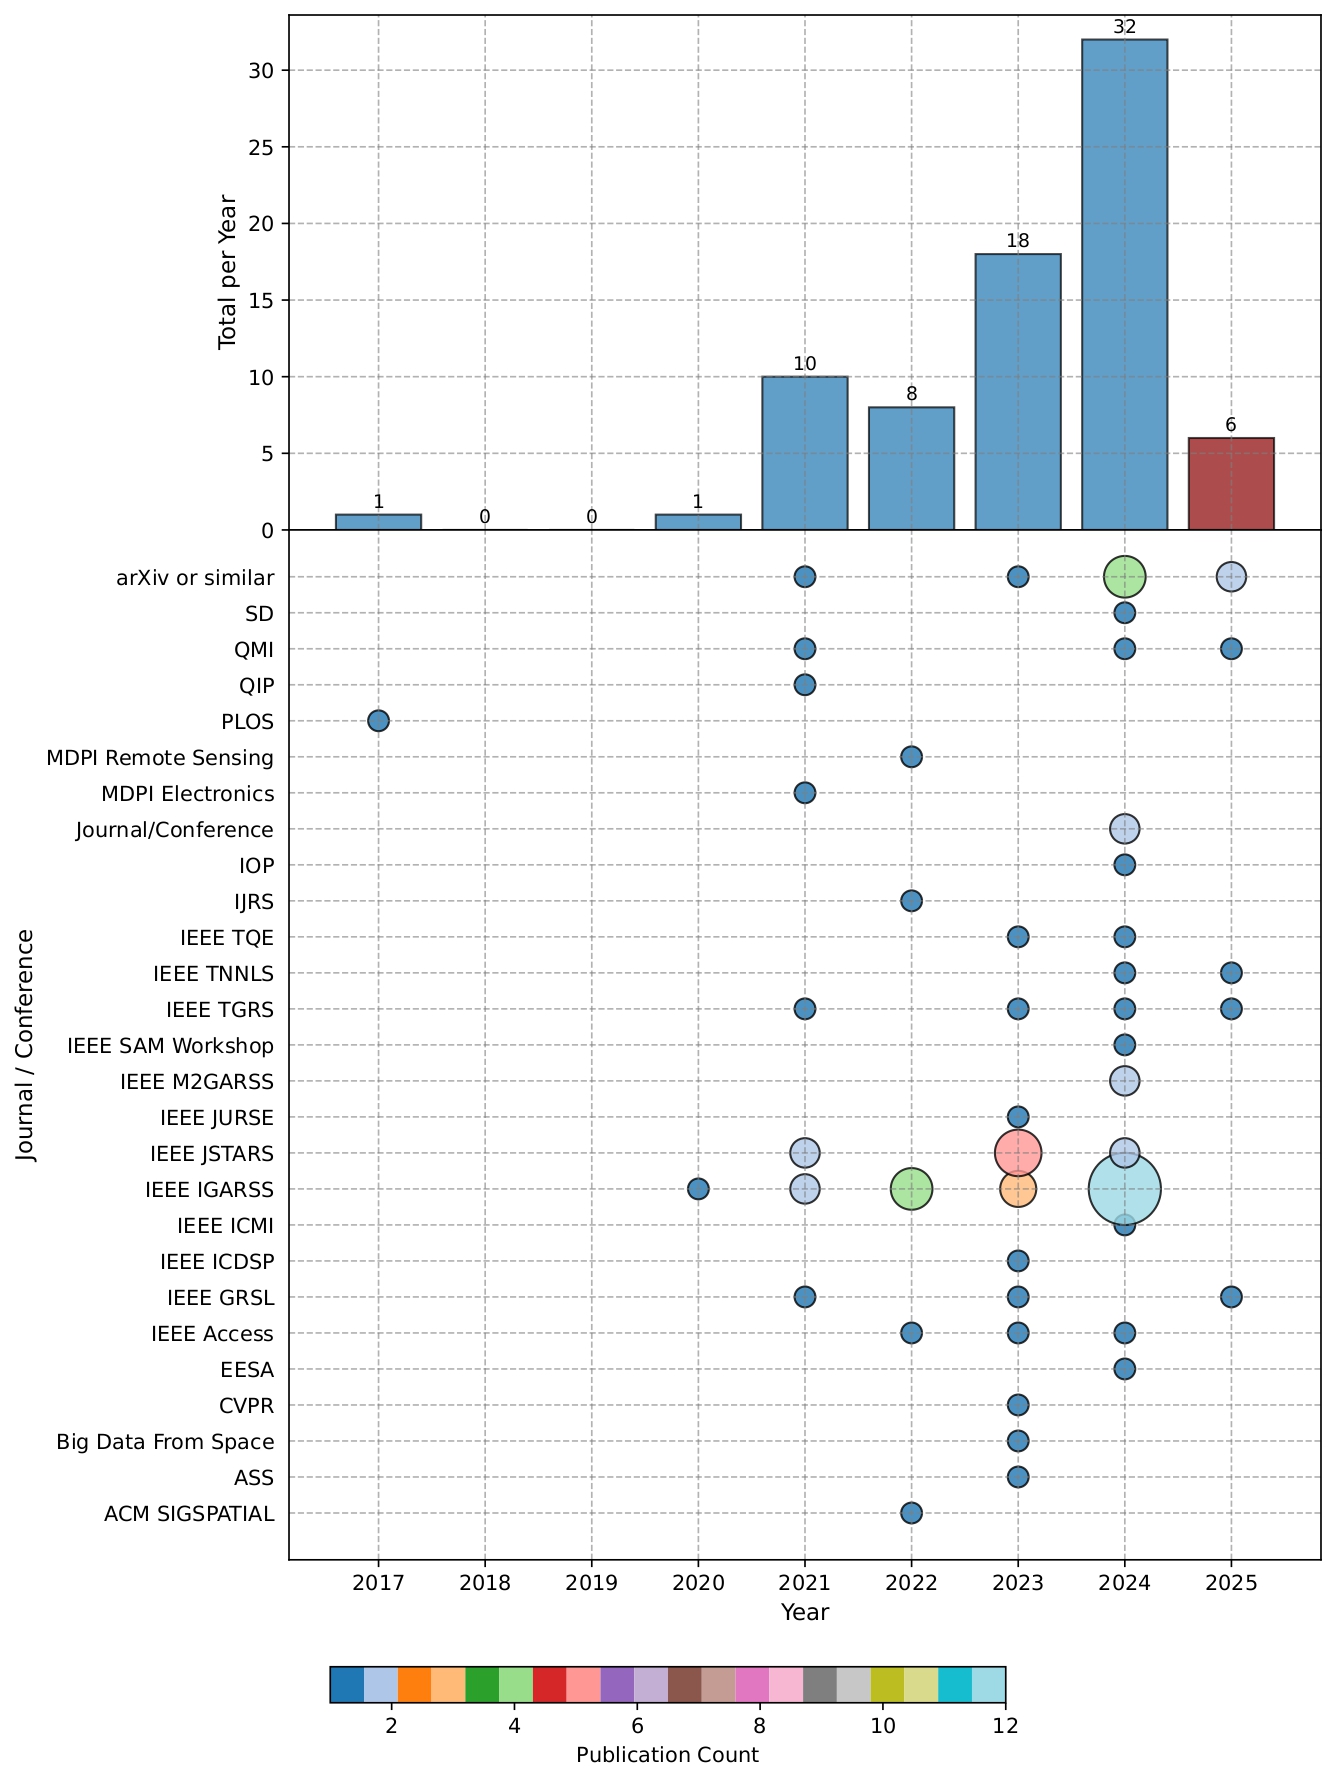 32
30
25
20
18
15
10
10
8
6
5
1
0
0
1
0
Total per Year
arXiv or similar
SD
QMI
QIP
PLOS
MDPI Remote Sensing
MDPI Electronics
Journal/Conference
IOP
IJRS
IEEE TQE
IEEE TNNLS
IEEE TGRS
IEEE SAM Workshop
IEEE M2GARSS
IEEE JURSE
IEEE JSTARS
IEEE IGARSS
IEEE ICMI
IEEE ICDSP
IEEE GRSL
IEEE Access
EESA
CVPR
Big Data From Space
ASS
ACM SIGSPATIAL
Journal / Conference
2017 2018 2019 2020 2021 2022 2023 2024 2025
Year
2 4 6 8 10 12
Publication Count